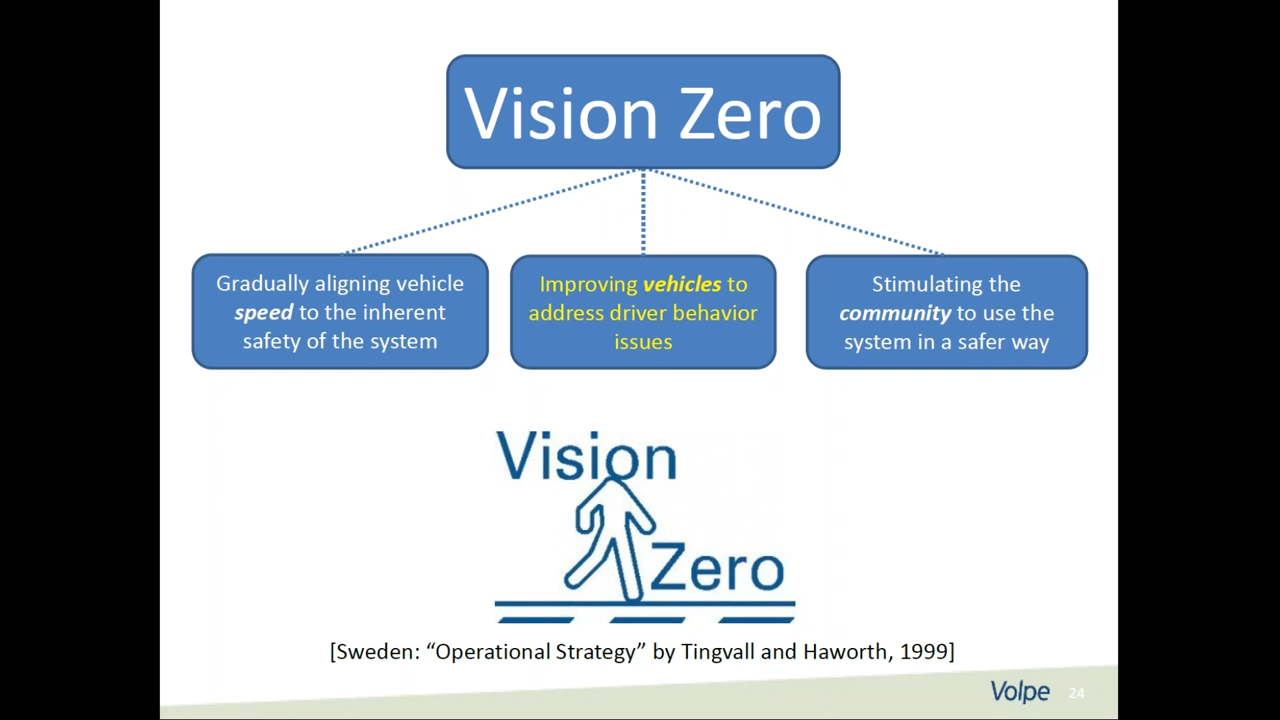 Vision Zero
Gradually aligning vehicle
speed to the inherent
safety of the system
Improving vehicles to
address driver behavior
issues
Stimulating the
community to use the
system in a safer way
Vision
Zero
[Sweden: “Operational Strategy” by Tingvall and Haworth, 1999]
Volpe 24